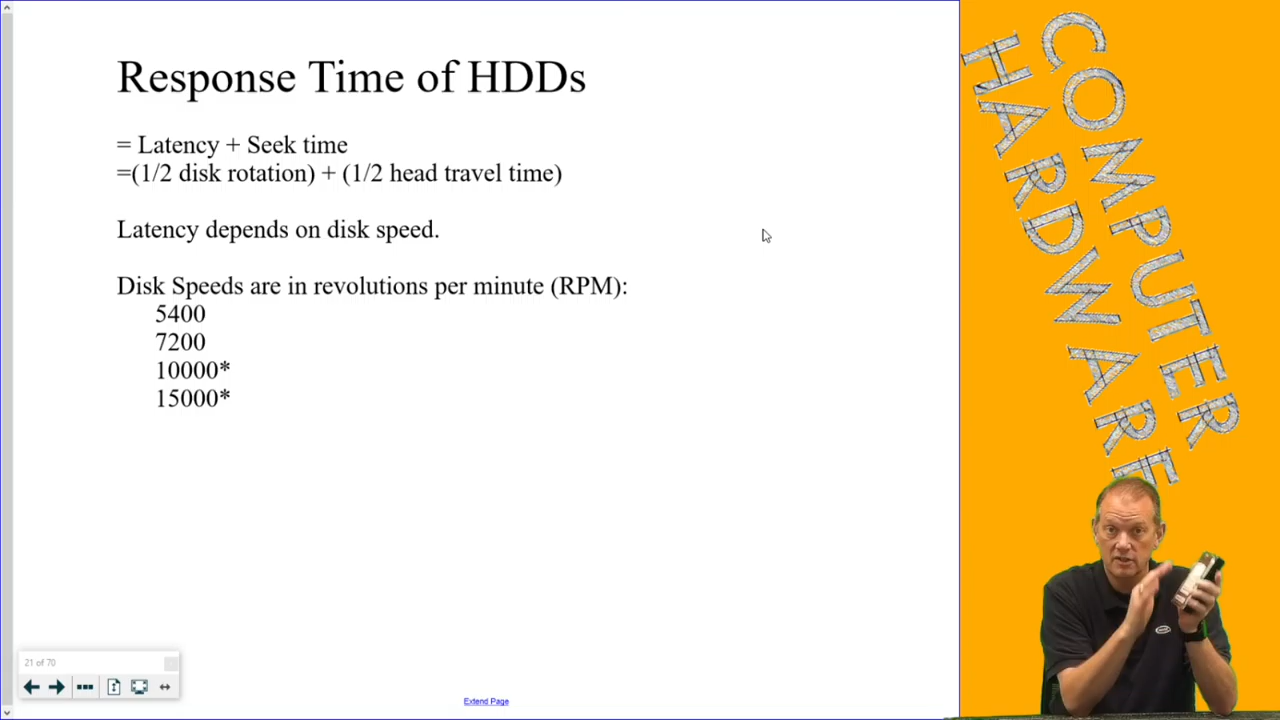 Response Time of HDDs
= Latency + Seek time
=(1/2 disk rotation) + (1/2 head travel time)
Latency depends on disk speed.
Disk Speeds are in revolutions per minute (RPM):
5400
7200
10000*
15000*
21 of 70
Extend Page
COMPUTER
HARDWARE